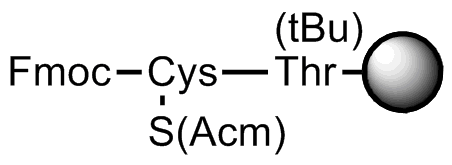 (tBu)
Fmoc-Cys-Thr-
S(Acm)